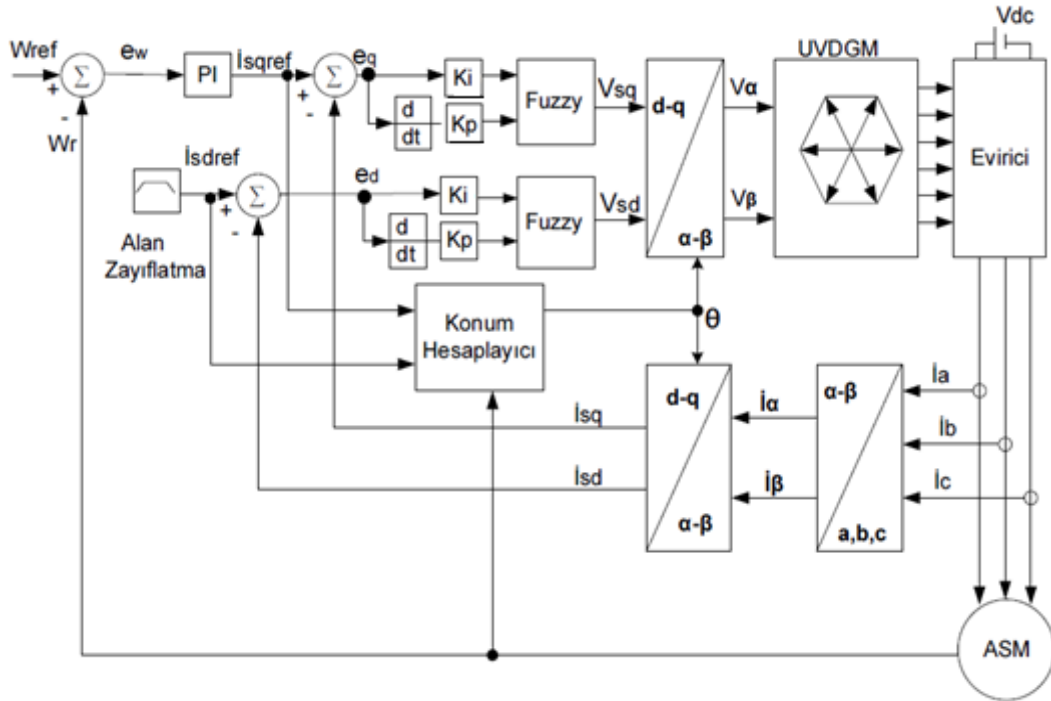 Vdc
Wref
ew
PI
İsqref
eq
Σ
Ki
Fuzzy
Vsq
d-q
Vα
UVDGM
Evirici
+
-
Σ
+
-
d
dt
Kp
Wr
İsdref
Σ
ed
Ki
Fuzzy
Vsd
Vβ
+
-
d
dt
Kp
α-β
Alan
Zayıflatma
Konum
Hesaplayıcı
θ
d-q
α-β
İa
İα
İsq
İb
İsd
İβ
İc
α-β
a,b,c
ASM